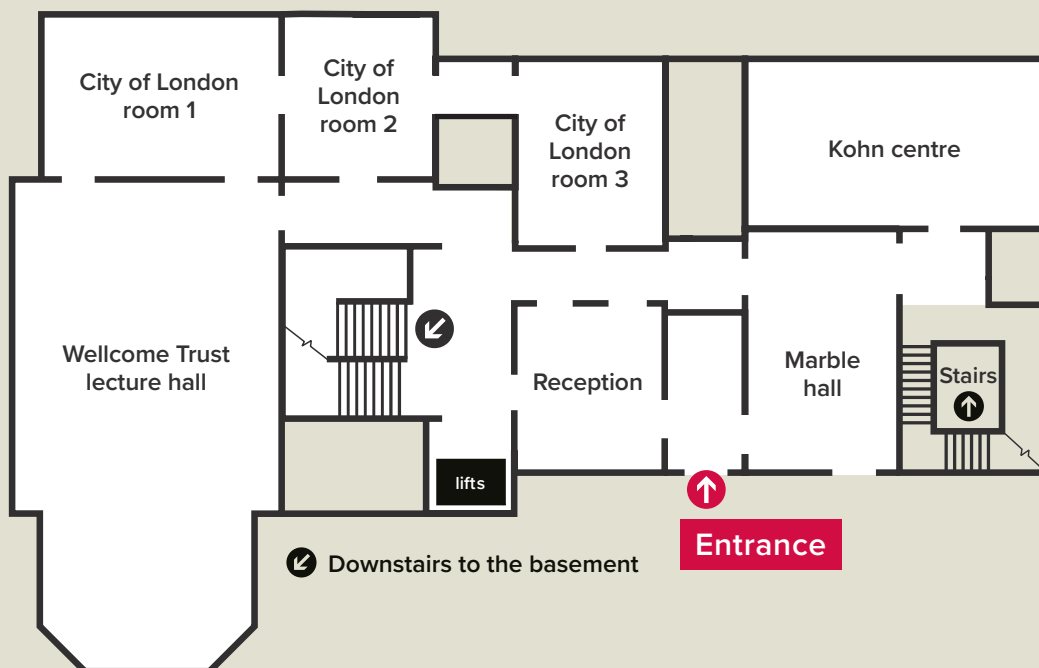 City of London
room 1
City of
London
room 2
City of
London
room 3
Kohn centre
Wellcome Trust
lecture hall
Reception
Marble
hall
Stairs
lifts
Entrance
Downstairs to the basement